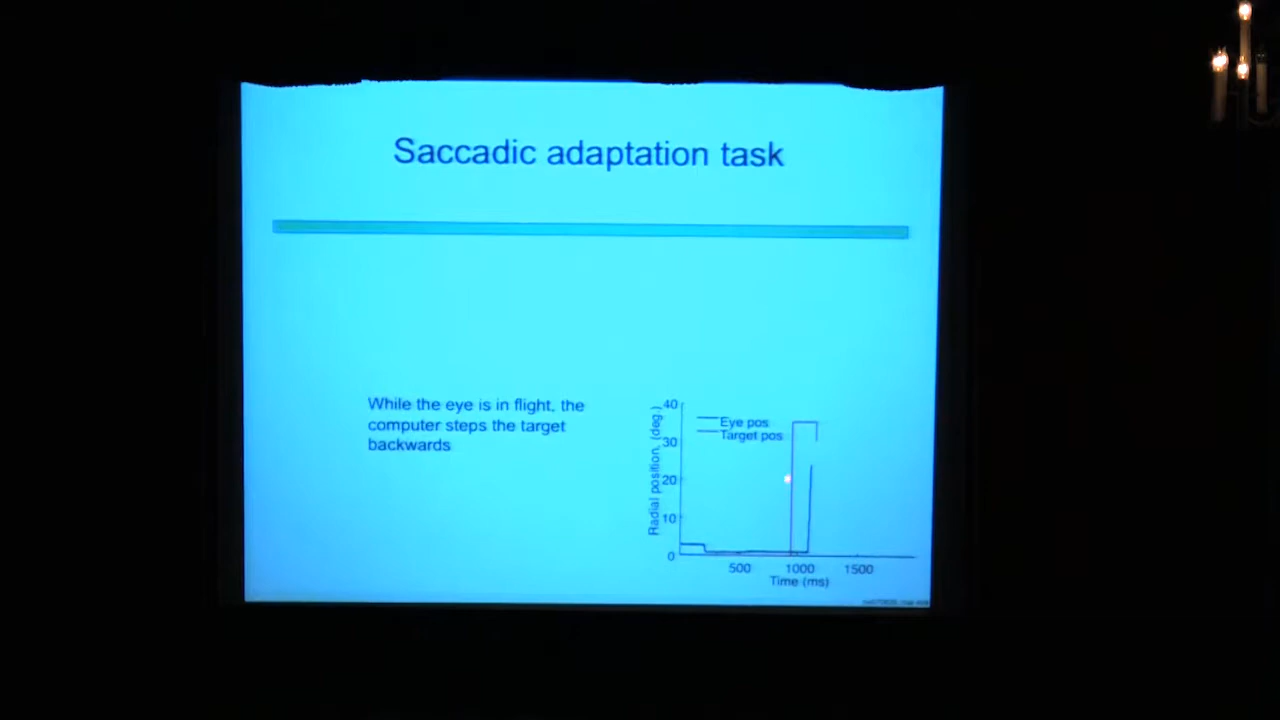 Saccadic adaptation task
While the eye is in flight, the
computer steps the target
backwards
Radial position, (deg.)
40
30
20
10
0
Eye pos
Target pos
500 1000 1500
Time (ms)